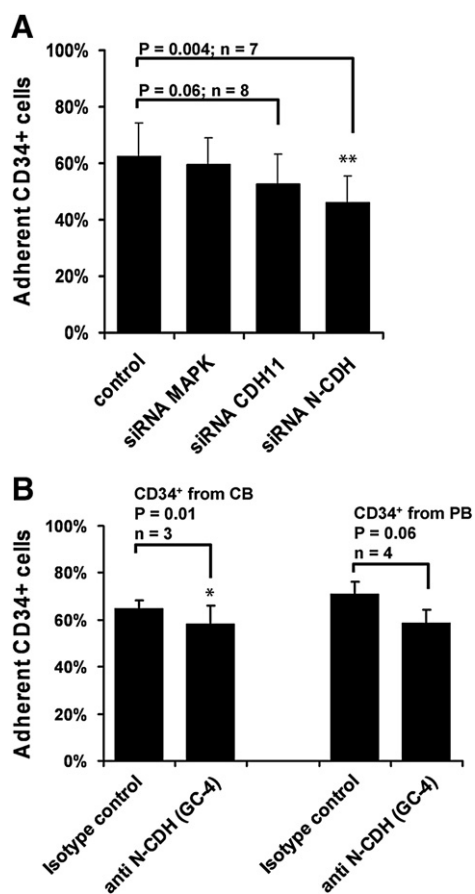 A
100%
80%
60%
40%
20%
0%
Adherent CD34+ cells
P = 0.004; n = 7
P = 0.06; n = 8
**
control
siRNA MAPK
siRNA CDH11
siRNA N-CDH
B
100%
80%
60%
40%
20%
0%
Adherent CD34+ cells
CD34⁺ from CB
P = 0.01
n = 3
*
CD34⁺ from PB
P = 0.06
n = 4
Isotype control
anti N-CDH (GC-4)
Isotype control
anti N-CDH (GC-4)